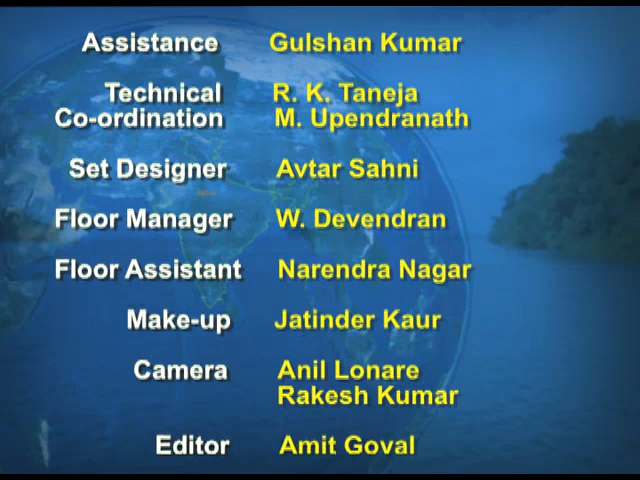 Assistance Gulshan Kumar
Technical R. K. Taneja
Co-ordination M. Upendranath
Set Designer Avtar Sahni
Floor Manager W. Devendran
Floor Assistant Narendra Nagar
Make-up Jatinder Kaur
Camera Anil Lonare
Rakesh Kumar
Editor Amit Goval